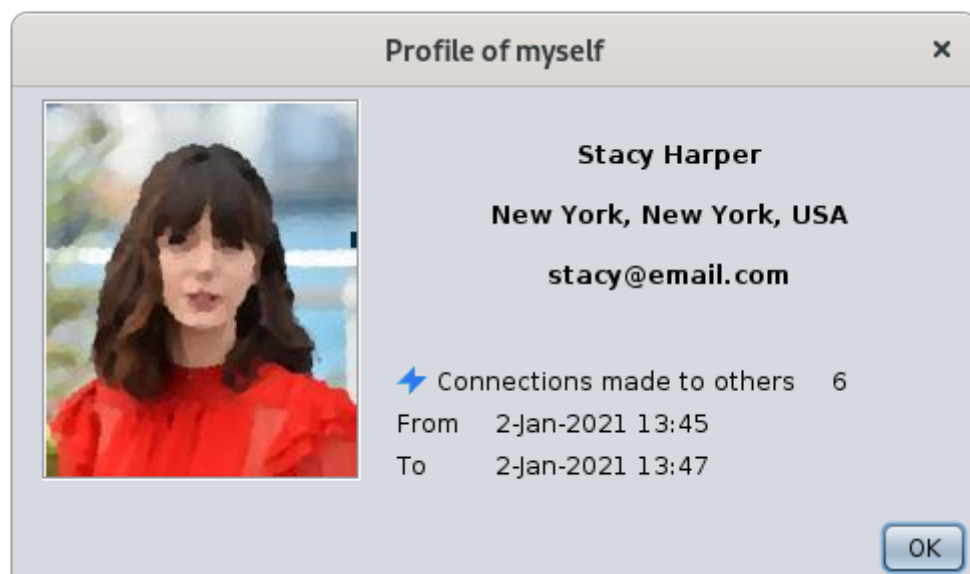 Profile of myself
Stacy Harper
New York, New York, USA
stacy@email.com
Connections made to others 6
From 2-Jan-2021 13:45
To 2-Jan-2021 13:47
OK